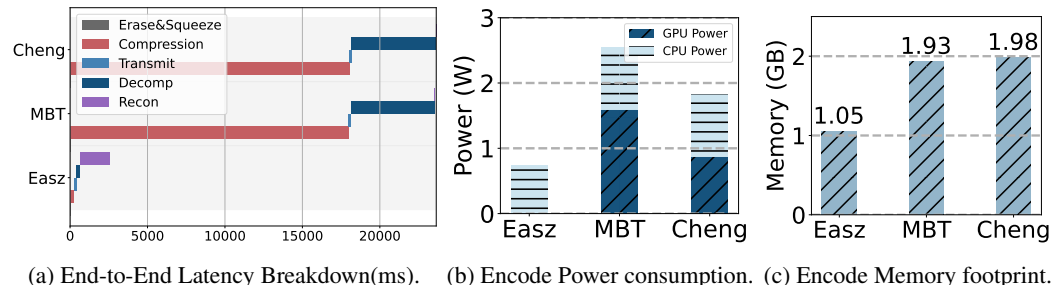 Erase&Squeeze
Compression
Transmit
Decomp
Recon
Cheng
MBT
Easz
0 5000 10000 15000 20000
(a) End-to-End Latency Breakdown(ms).
Power (W)
3
2
1
0
GPU Power
CPU Power
Easz MBT Cheng
(b) Encode Power consumption.
Memory (GB)
2
1
0
1.05 1.93 1.98
Easz MBT Cheng
(c) Encode Memory footprint.